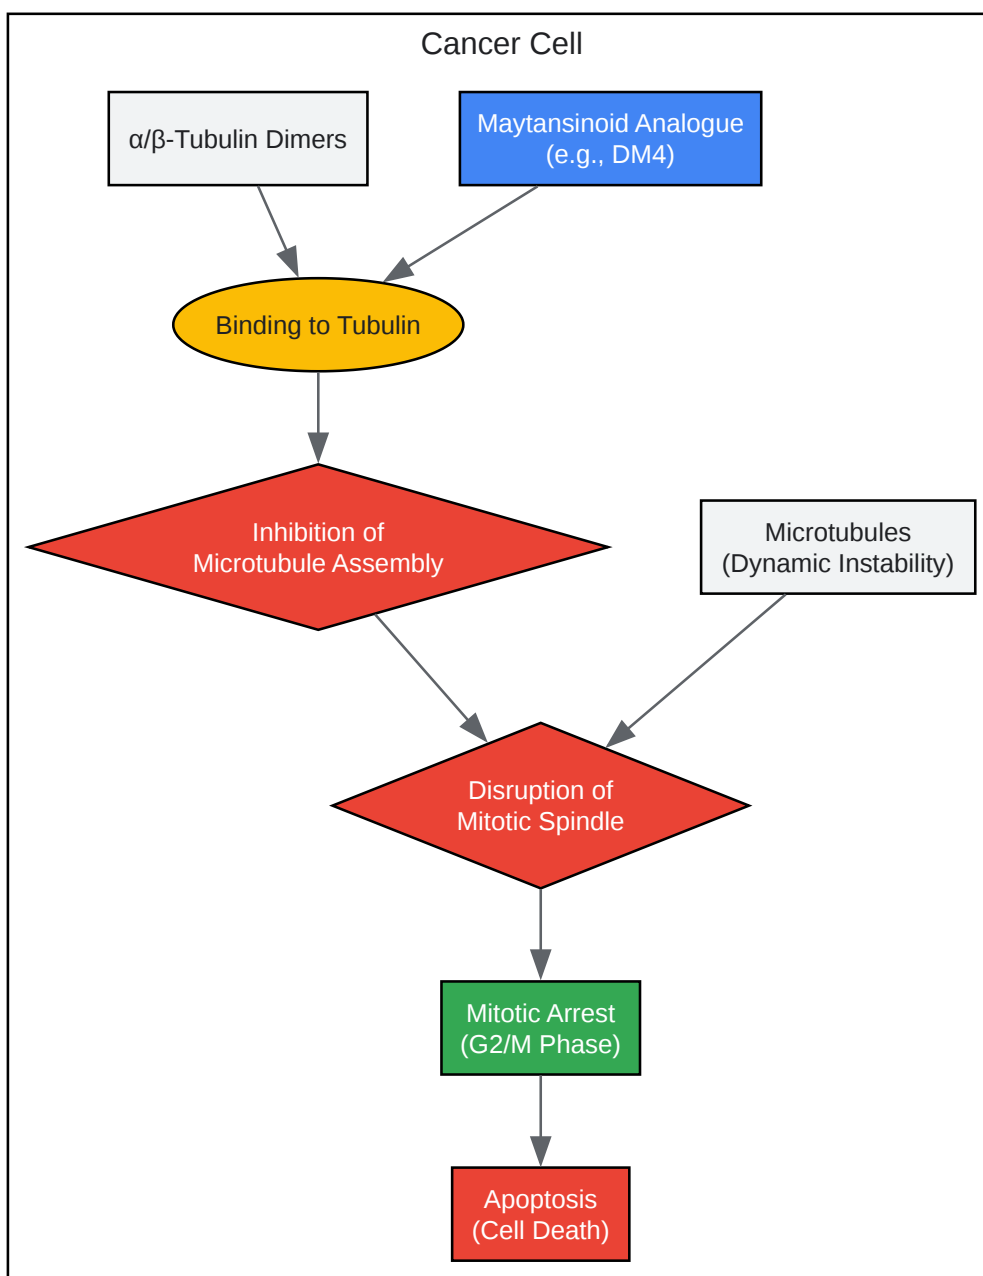 Cancer Cell
α/β-Tubulin Dimers
Maytansinoid Analogue
(e.g., DM4)
Binding to Tubulin
Inhibition of
Microtubule Assembly
Microtubules
(Dynamic Instability)
Disruption of
Mitotic Spindle
Mitotic Arrest
(G2/M Phase)
Apoptosis
(Cell Death)